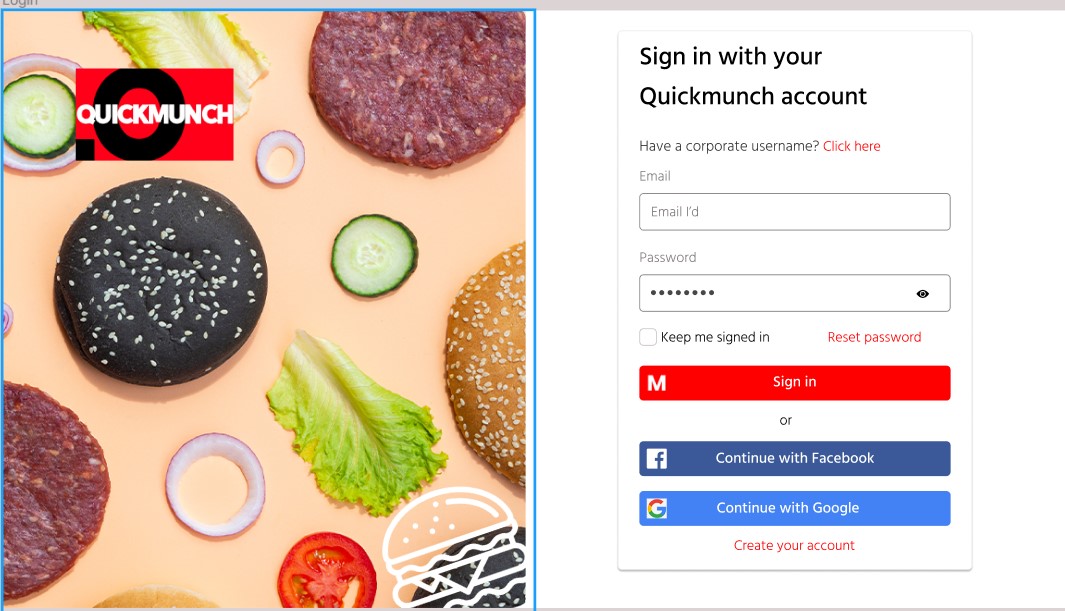 Login
QUICKMUNCH
Sign in with your
Quickmunch account
Have a corporate username? Click here
Email
Email I'd
Password
Keep me signed in
Reset password
M
Sign in
or
f
Continue with Facebook
G
Continue with Google
Create your account